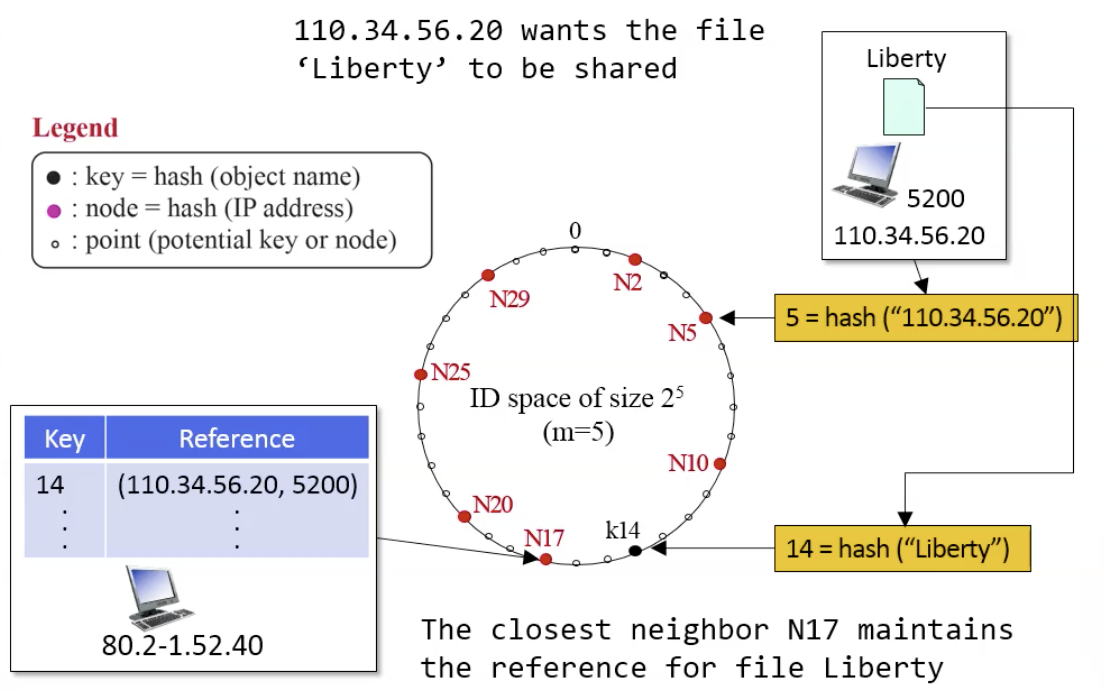 110.34.56.20 wants the file
‘Liberty’ to be shared
Liberty
5200
110.34.56.20
Legend
: key = hash (object name)
: node = hash (IP address)
: point (potential key or node)
0
N2
N29
N5
5 = hash (“110.34.56.20”)
N25
ID space of size 2⁵
(m=5)
Key Reference
14 (110.34.56.20, 5200)
: :
. .
N10
N20
N17
k14
14 = hash (“Liberty”)
80.2-1.52.40
The closest neighbor N17 maintains
the reference for file Liberty